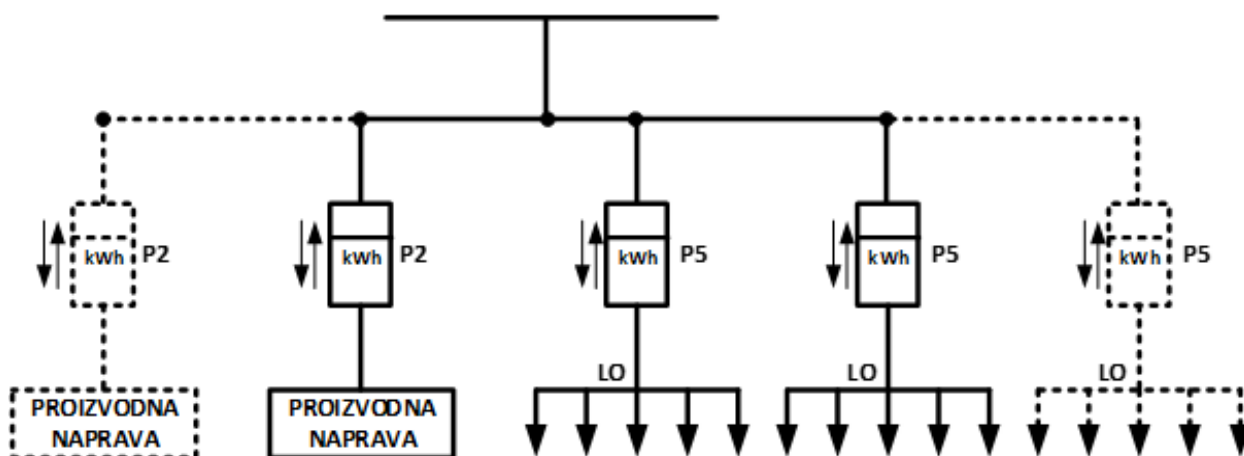 kWh P2
kWh P2
kWh P5
kWh P5
kWh P5
LO
LO
LO
PROIZVODNA
NAPRAVA
PROIZVODNA
NAPRAVA